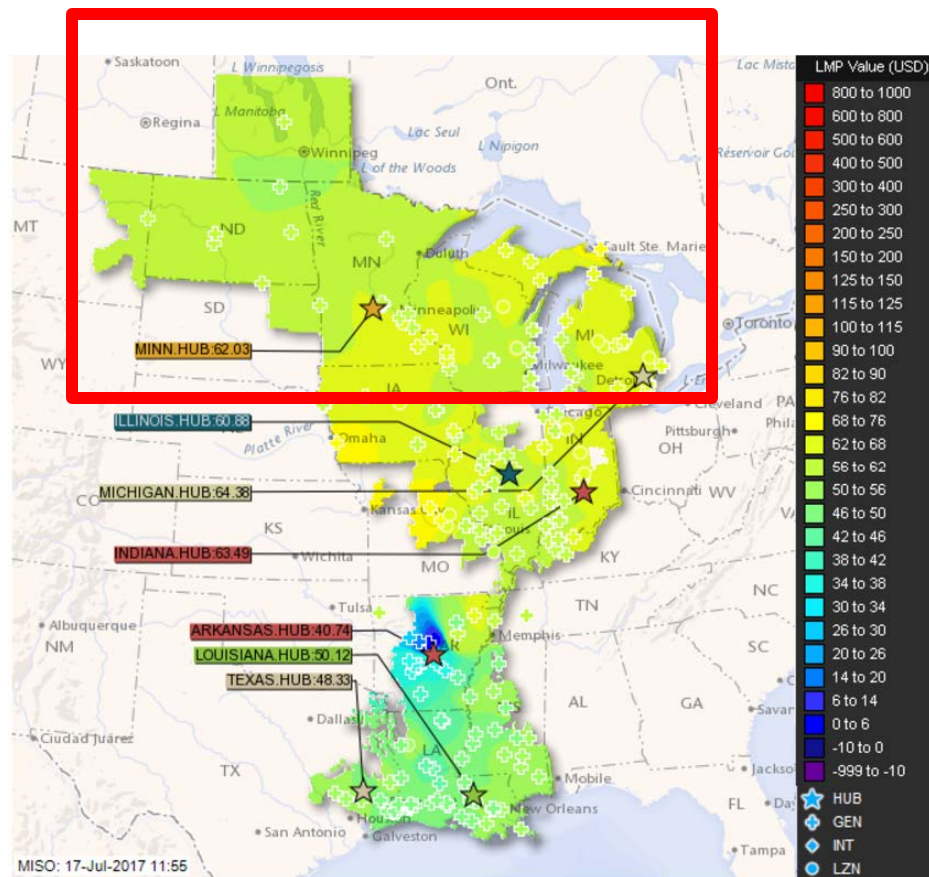 Saskatoon
L Winnipegosis
Ont.
Lac Mista
L Manitoba
Regina
Lac Seul
L Nipigon
Winnipeg
L of the Woods
Réservoir Goui
MT
ND
Red River
MN
Duluth
Sault Ste. Marie
SD
Minneapolis
WI
MI
Toronto
MINN.HUB:62.03
WY
Milwaukee
Detroit
L.E
IA
Cleveland
PA
ILLINOIS.HUB:60.88
Chicago
Pittsburgh
Phila
Platte River
Omaha
IN
OH
MICHIGAN.HUB:64.38
Cincinnati
WV
CO
Kansas City
IL
St Louis
KS
INDIANA.HUB:63.49
Wichita
MO
KY
Tulsa
TN
NC
Albuquerque
ARKANSAS.HUB:40.74
Memphis
NM
LOUISIANA.HUB:50.12
AR
SC
TEXAS.HUB:48.33
AL
GA
Savan
Dallas
Ciudad Juárez
LA
TX
Mobile
Jackso
Houston
New Orleans
FL
Day
San Antonio
Galveston
Tampa
MISO: 17-Jul-2017 11:55
LMP Value (USD)
800 to 1000
600 to 800
500 to 600
400 to 500
300 to 400
250 to 300
200 to 250
150 to 200
125 to 150
115 to 125
100 to 115
90 to 100
82 to 90
76 to 82
68 to 76
62 to 68
56 to 62
50 to 56
46 to 50
42 to 46
38 to 42
34 to 38
30 to 34
26 to 30
20 to 26
14 to 20
6 to 14
0 to 6
-10 to 0
-999 to -10
HUB
GEN
INT
LZN